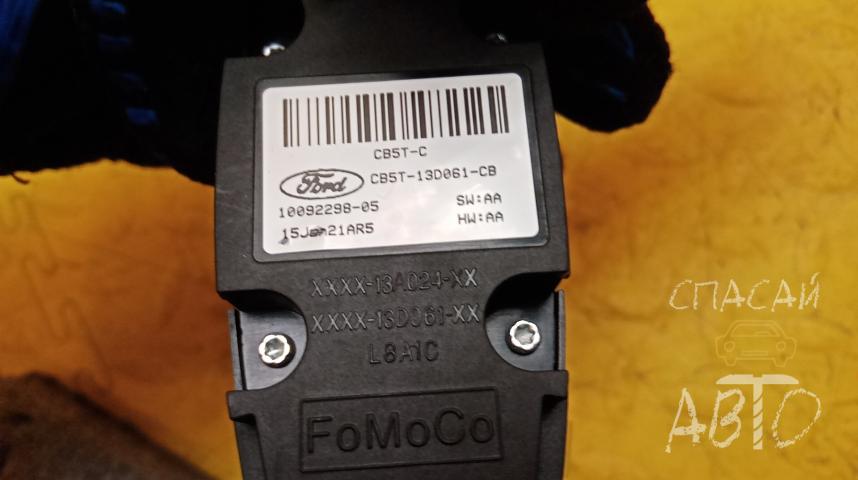 CB5T-C
Ford
CB5T-13D061-CB
10092298-05
SW:AA
15Jan21AR5
HW:AA
XXXX-13A024-XX
XXXX-13D061-XX
L8A1C
FoMoCo
СПАСАЙ
АВТО